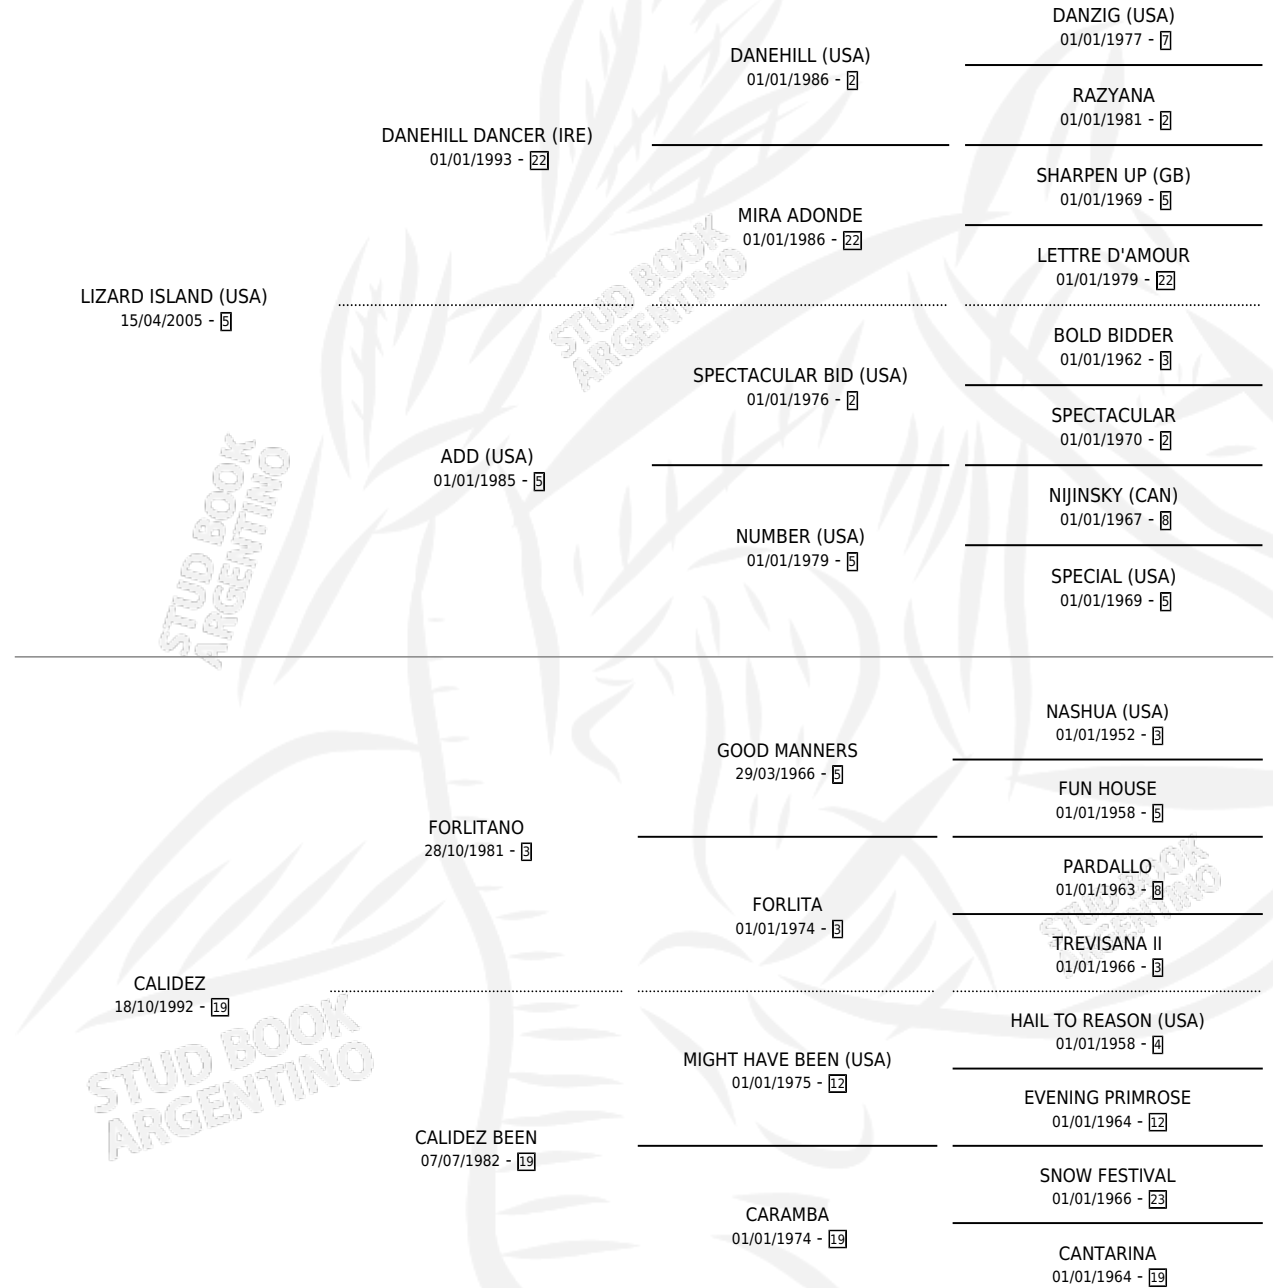 DANZIG (USA)
01/01/1977 - 7
DANEHILL (USA)
01/01/1986 - 2
RAZYANA
01/01/1981 - 2
DANEHILL DANCER (IRE)
01/01/1993 - 22
SHARPEN UP (GB)
01/01/1969 - 5
MIRA ADONDE
01/01/1986 - 22
LETTRE D'AMOUR
01/01/1979 - 22
LIZARD ISLAND (USA)
15/04/2005 - 5
STUD BOOK
ARGENTINO
BOLD BIDDER
01/01/1962 - 3
SPECTACULAR BID (USA)
01/01/1976 - 2
SPECTACULAR
01/01/1970 - 2
ADD (USA)
01/01/1985 - 5
NIJINSKY (CAN)
01/01/1967 - 8
NUMBER (USA)
01/01/1979 - 5
SPECIAL (USA)
01/01/1969 - 5
STUD BOOK
ARGENTINO
NASHUA (USA)
01/01/1952 - 3
GOOD MANNERS
29/03/1966 - 5
FUN HOUSE
01/01/1958 - 5
FORLITANO
28/10/1981 - 3
PARDALLO
01/01/1963 - 8
FORLITA
01/01/1974 - 3
TREVISANA II
01/01/1966 - 3
STUD BOOK
ARGENTINO
CALIDEZ
18/10/1992 - 19
HAIL TO REASON (USA)
01/01/1958 - 4
MIGHT HAVE BEEN (USA)
01/01/1975 - 12
EVENING PRIMROSE
01/01/1964 - 12
STUD BOOK
ARGENTINO
CALIDEZ BEEN
07/07/1982 - 19
SNOW FESTIVAL
01/01/1966 - 23
CARAMBA
01/01/1974 - 19
CANTARINA
01/01/1964 - 19